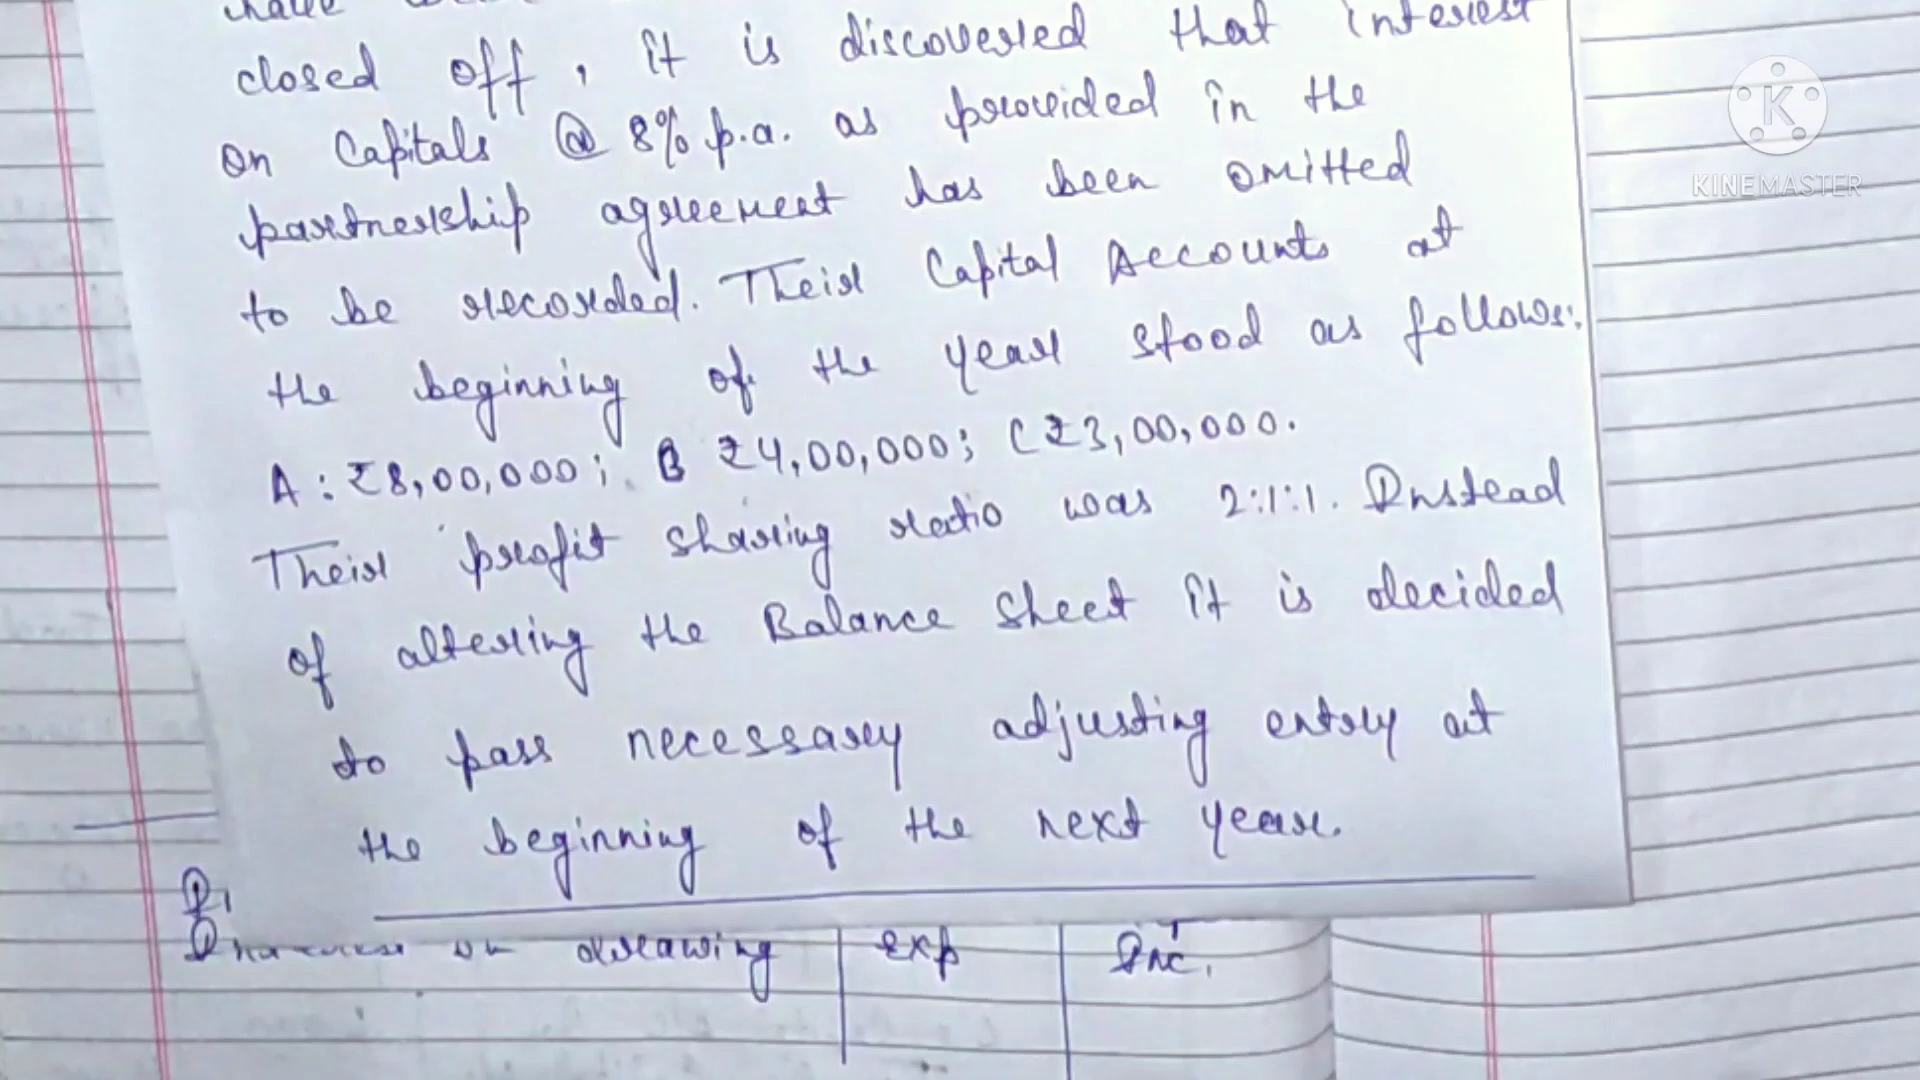 have
closed off, it is discovered that interest
on Capitals @ 8% p.a. as provided in the
partnership agreement has been omitted
to be recorded. Their Capital Accounts at
the beginning of the year stood as follows:
A: ₹8,00,000; B ₹4,00,000; C ₹3,00,000.
Their profit sharing ratio was 2:1:1. Instead
of altering the Balance Sheet it is decided
to pass necessary adjusting entry at
the beginning of the next year.
on drawing exp Inc.
K
KINEMASTER